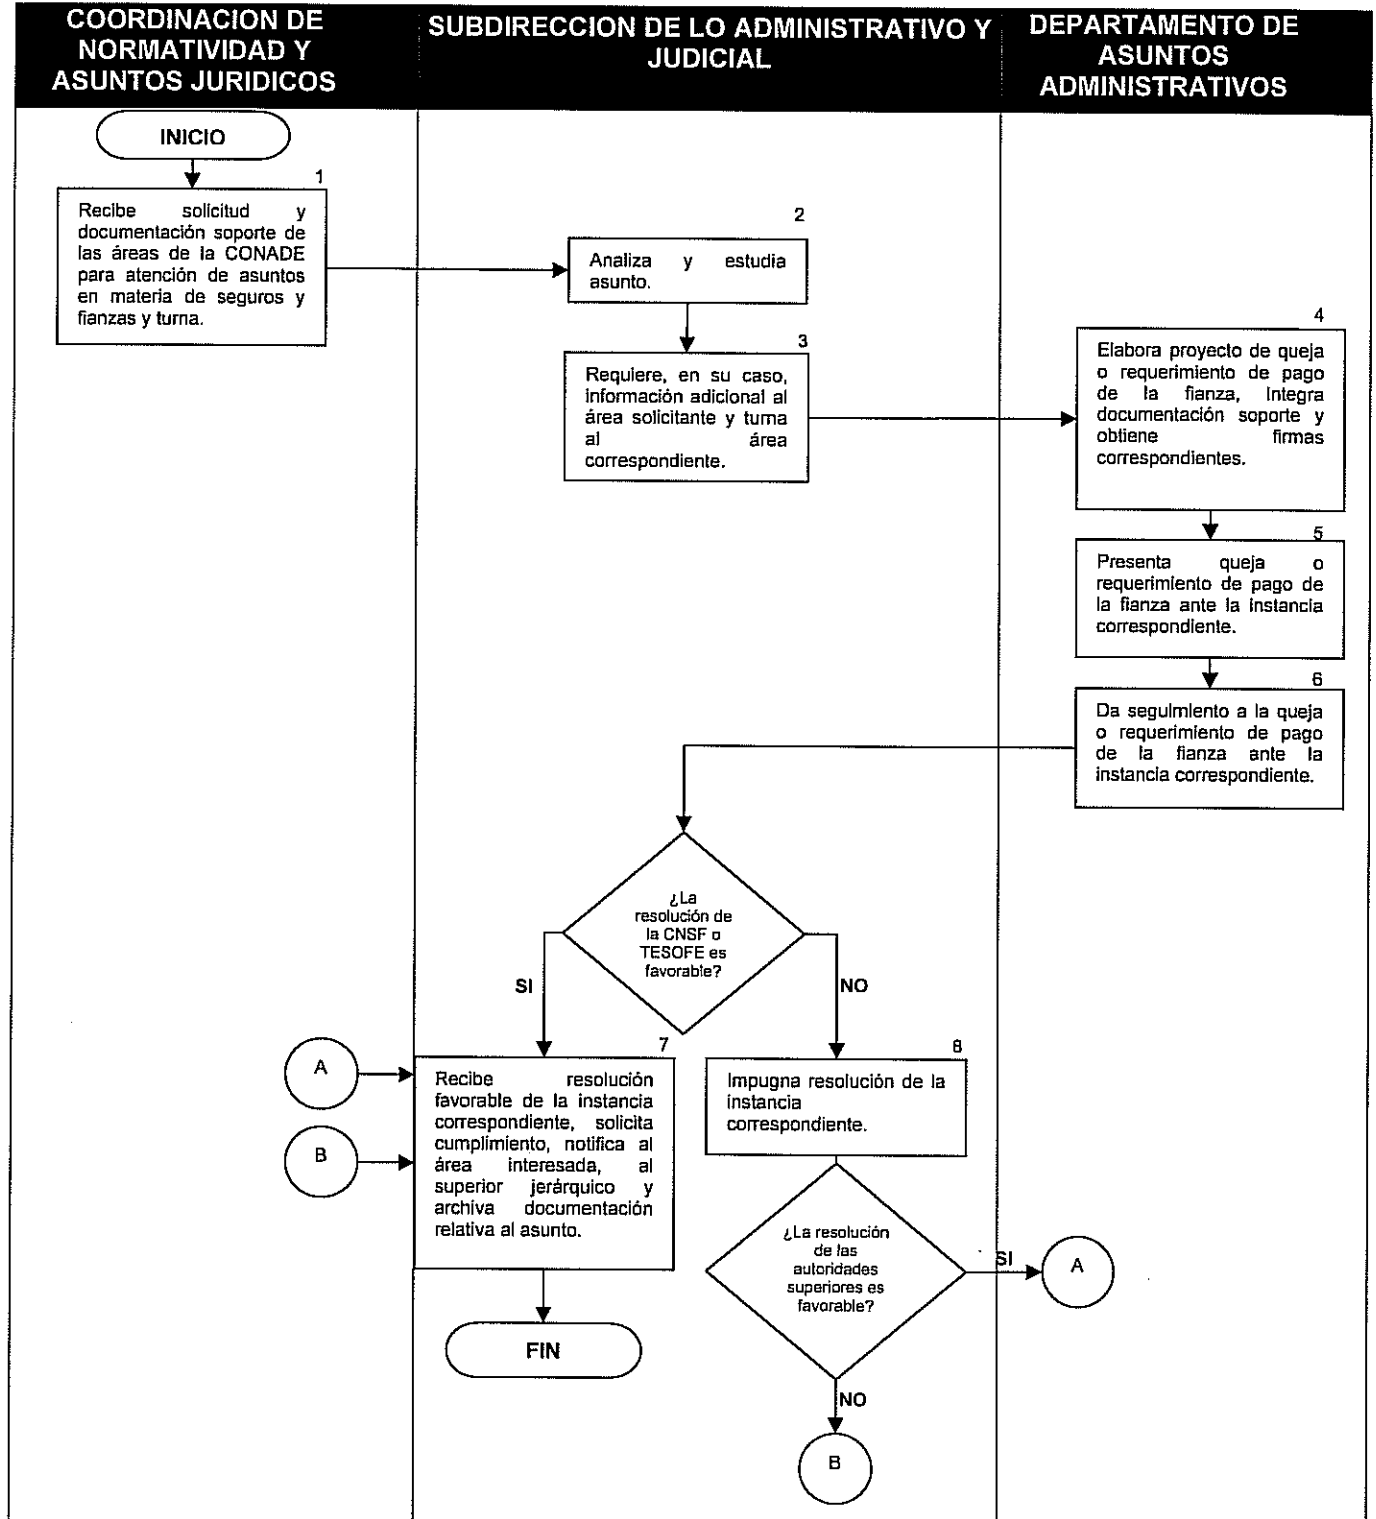 COORDINACION DE
NORMATIVIDAD Y
ASUNTOS JURIDICOS
SUBDIRECCION DE LO ADMINISTRATIVO Y
JUDICIAL
DEPARTAMENTO DE
ASUNTOS
ADMINISTRATIVOS
INICIO
1
Recibe solicitud y
documentación soporte de
las áreas de la CONADE
para atención de asuntos
en materia de seguros y
fianzas y turna.
2
Analiza y estudia
asunto.
3
Requiere, en su caso,
información adicional al
área solicitante y turna
al área
correspondiente.
4
Elabora proyecto de queja
o requerimiento de pago
de la fianza, Integra
documentación soporte y
obtiene firmas
correspondientes.
5
Presenta queja o
requerimiento de pago de
la fianza ante la instancia
correspondiente.
6
Da seguimiento a la queja
o requerimiento de pago
de la fianza ante la
instancia correspondiente.
¿La
resolución de
la CNSF o
TESOFE es
favorable?
SI
NO
7
A
B
Recibe resolución
favorable de la instancia
correspondiente, solicita
cumplimiento, notifica al
área interesada, al
superior jerárquico y
archiva documentación
relativa al asunto.
8
Impugna resolución de la
instancia
correspondiente.
¿La resolución
de las
autoridades
superiores es
favorable?
SI
A
FIN
NO
B